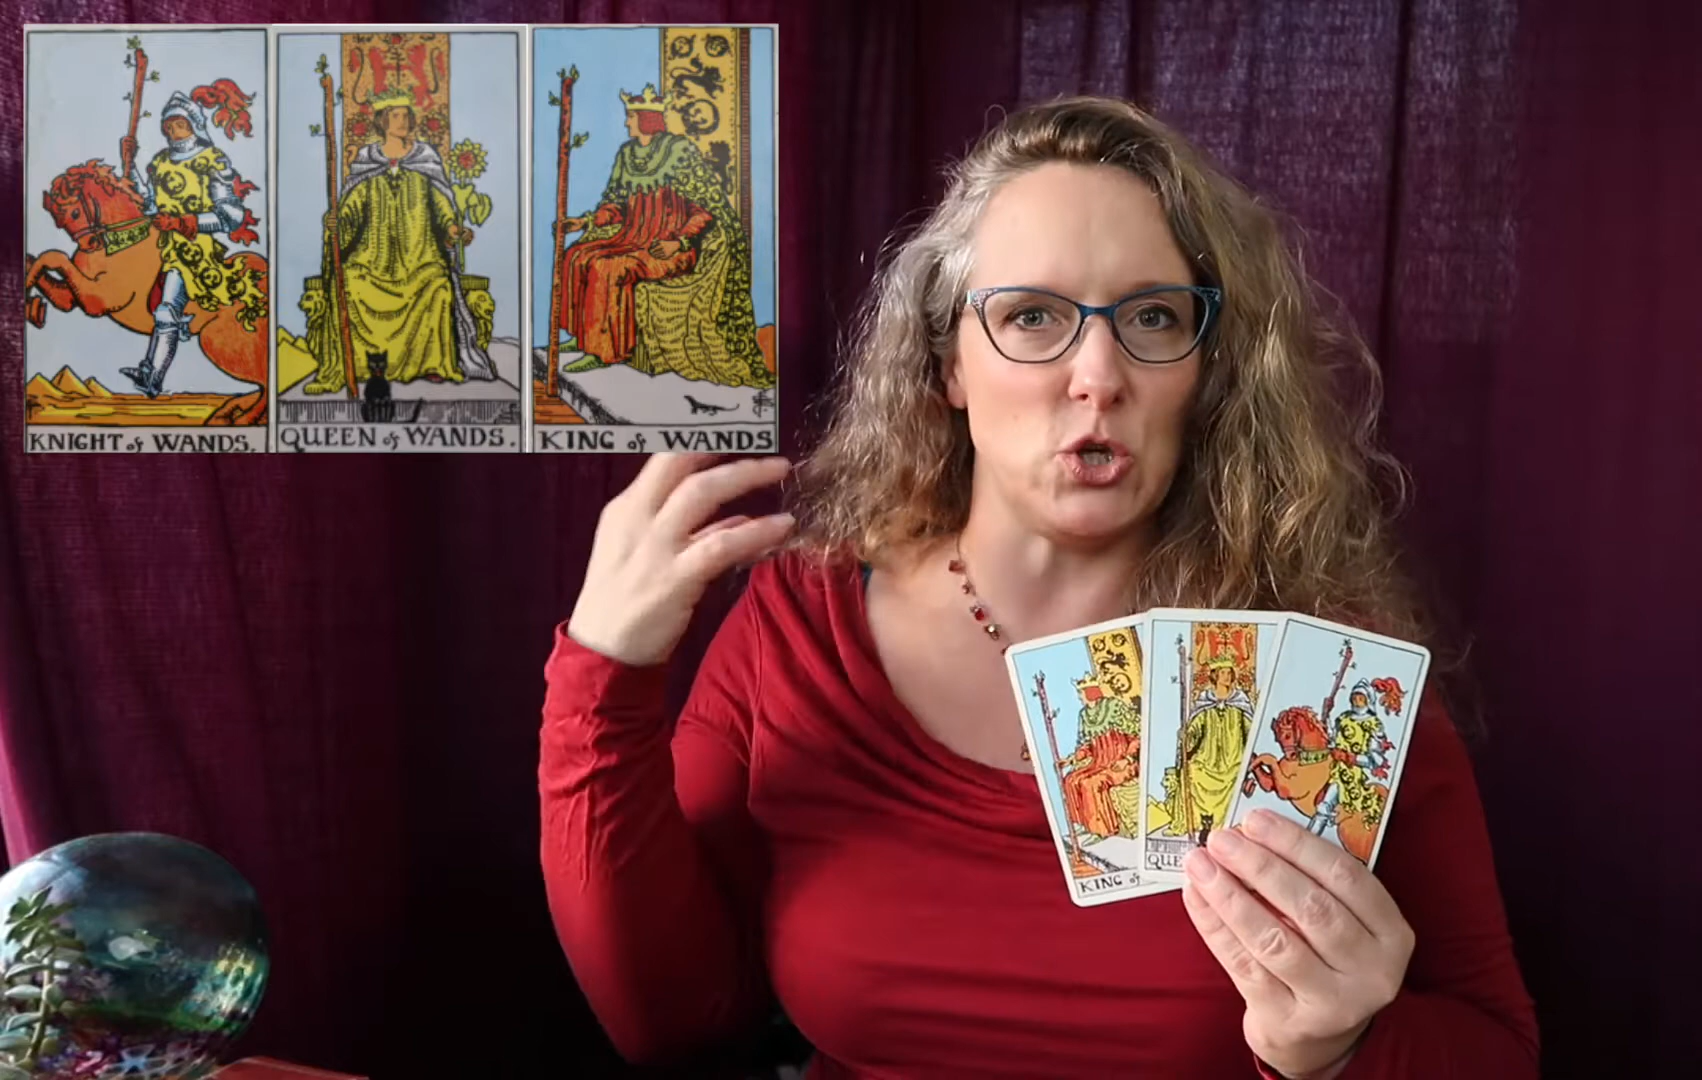 KNIGHT of WANDS.
QUEEN of WANDS.
KING of WANDS
KING of
QUE